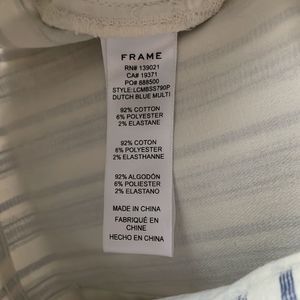 FRAME
RN# 139021
CA# 19371
PO# 888500
STYLE: LCMBSS790P
DUTCH BLUE MULTI
92% COTTON
6% POLYESTER
2% ELASTANE
92% COTON
6% POLYESTER
2% ELASTHANNE
92% ALGODÓN
6% POLIESTER
2% ELASTANO
MADE IN CHINA
FABRIQUÉ EN
CHINE
HECHO EN CHINA